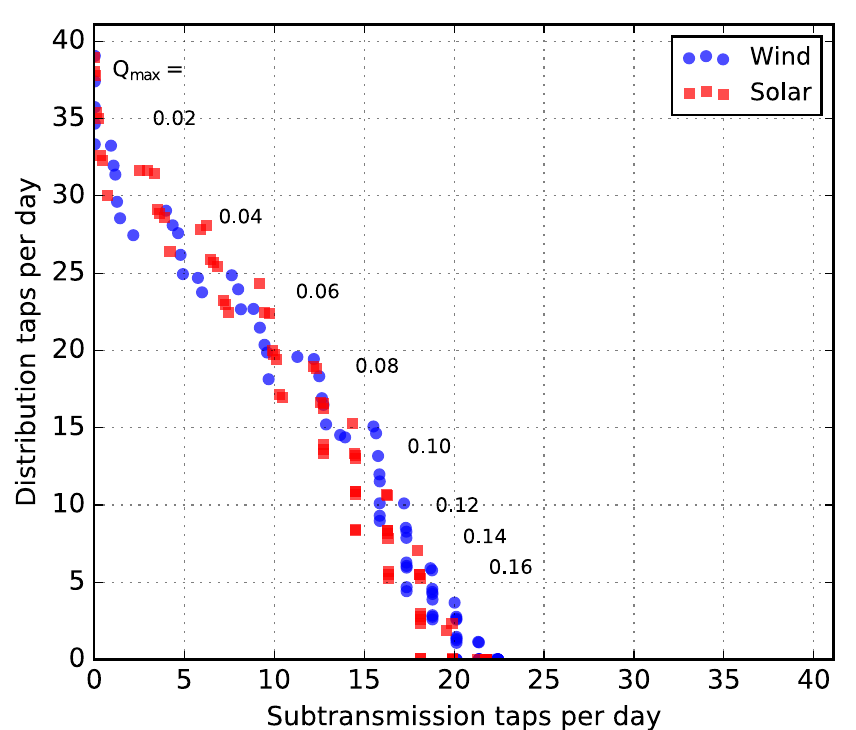 40
35
30
25
20
15
10
5
0
Distribution taps per day
Q_max =
0.02
0.04
0.06
0.08
0.10
0.12
0.14
0.16
Wind
Solar
0 5 10 15 20 25 30 35 40
Subtransmission taps per day